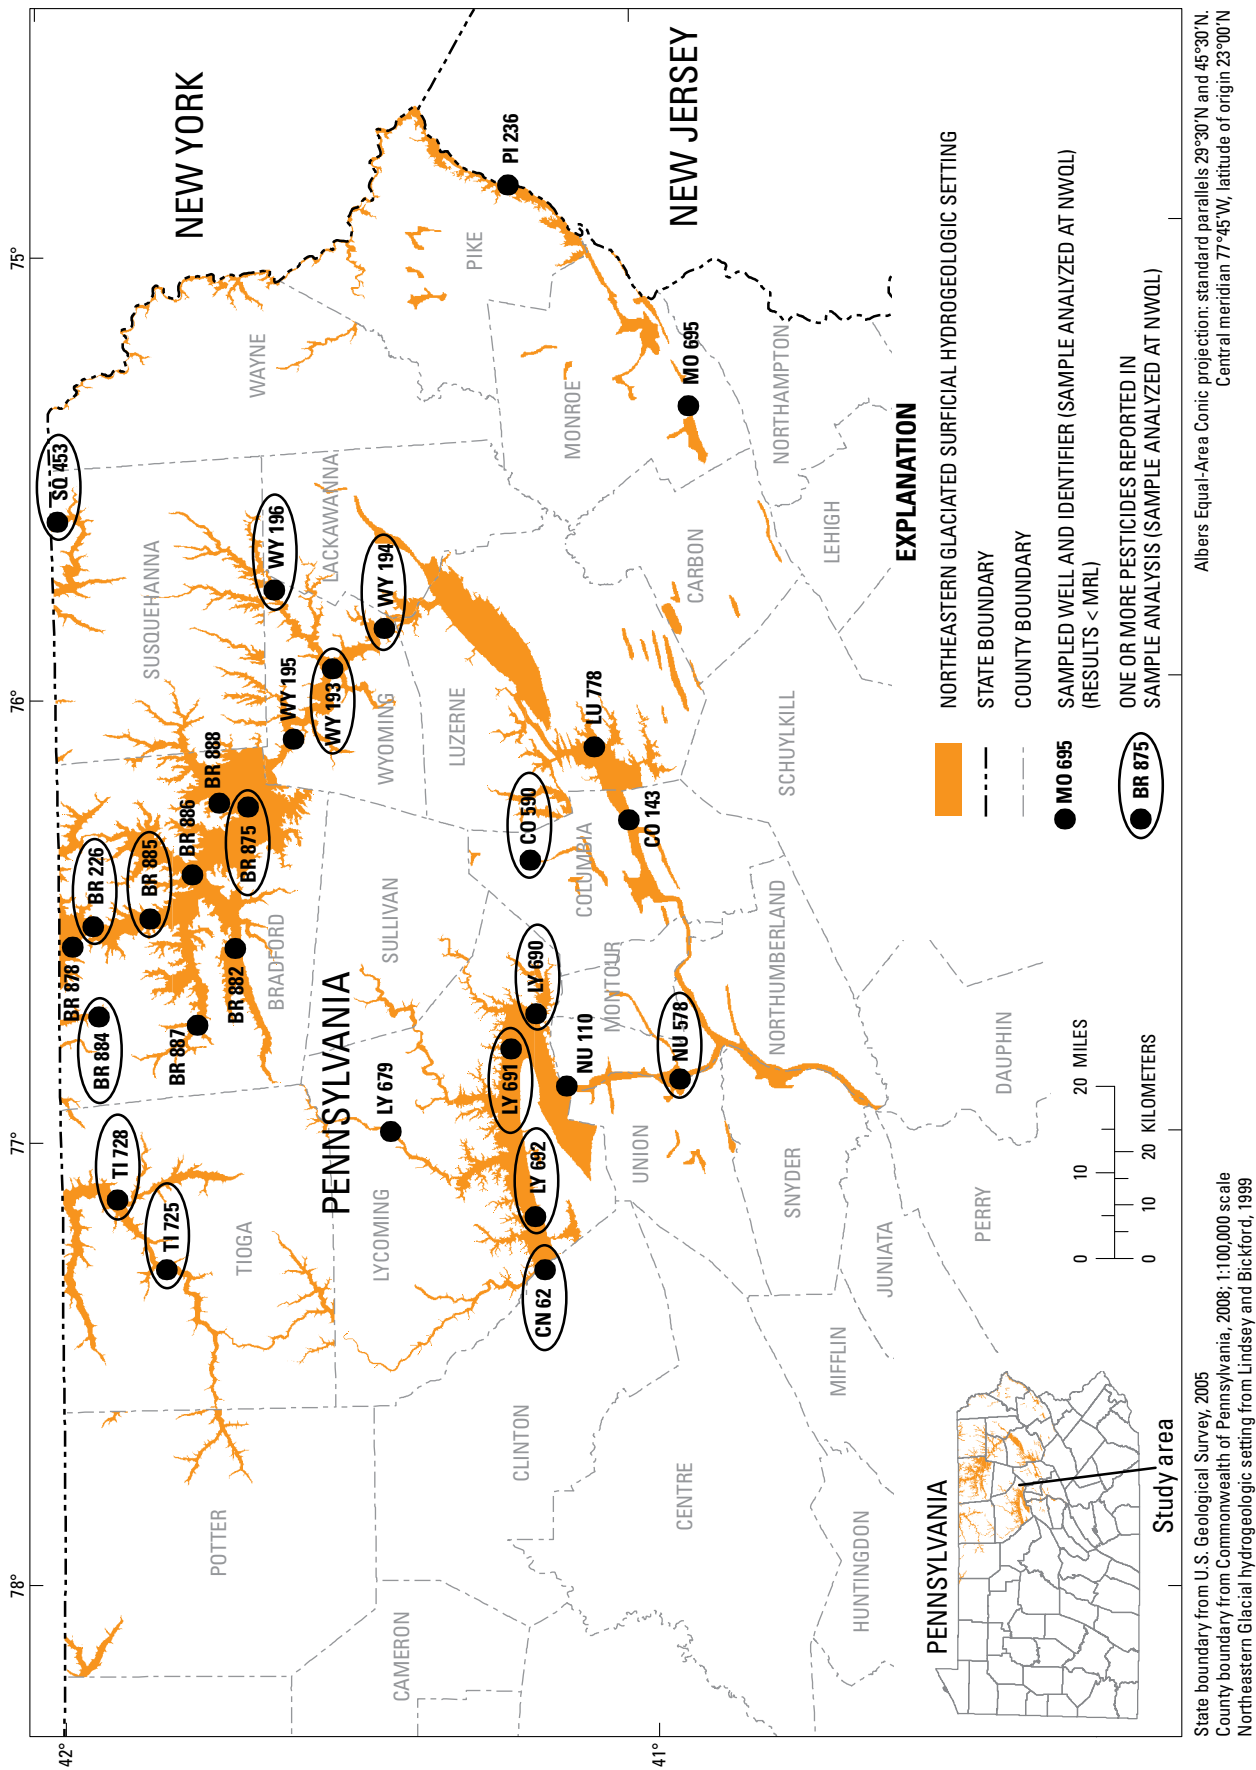 78°
77°
76°
75°
42°
41°
NEW YORK
NEW JERSEY
PENNSYLVANIA
POTTER
TIOGA
BRADFORD
SUSQUEHANNA
WAYNE
CAMERON
CLINTON
LYCOMING
SULLIVAN
WYOMING
LACKAWANNA
PIKE
LUZERNE
MONROE
CENTRE
UNION
MONTOUR
COLUMBIA
CARBON
NORTHAMPTON
LEHIGH
SCHUYLKILL
NORTHUMBERLAND
SNYDER
MIFFLIN
JUNIATA
HUNTINGDON
PERRY
DAUPHIN
TI 728
TI 725
BR 884
BR 878
BR 226
BR 885
BR 887
BR 882
BR 886
BR 888
BR 875
SQ 453
WY 196
WY 195
WY 193
WY 194
LY 679
LY 690
LY 691
LY 692
CN 62
NU 110
NU 578
CO 590
CO 143
LU 778
PI 236
MO 695
EXPLANATION
NORTHEASTERN GLACIATED SURFICIAL HYDROGEOLOGIC SETTING
STATE BOUNDARY
COUNTY BOUNDARY
MO 695
SAMPLED WELL AND IDENTIFIER (SAMPLE ANALYZED AT NWQL)
(RESULTS < MRL)
BR 875
ONE OR MORE PESTICIDES REPORTED IN
SAMPLE ANALYSIS (SAMPLE ANALYZED AT NWQL)
0 10 20 MILES
0 10 20 KILOMETERS
PENNSYLVANIA
Study area
State boundary from U.S. Geological Survey, 2005
County boundary from Commonwealth of Pennsylvania, 2008; 1:100,000 scale
Northeastern Glacial hydrogeologic setting from Lindsey and Bickford, 1999
Albers Equal-Area Conic projection: standard parallels 29°30'N and 45°30'N.
Central meridian 77°45'W, latitude of origin 23°00'N